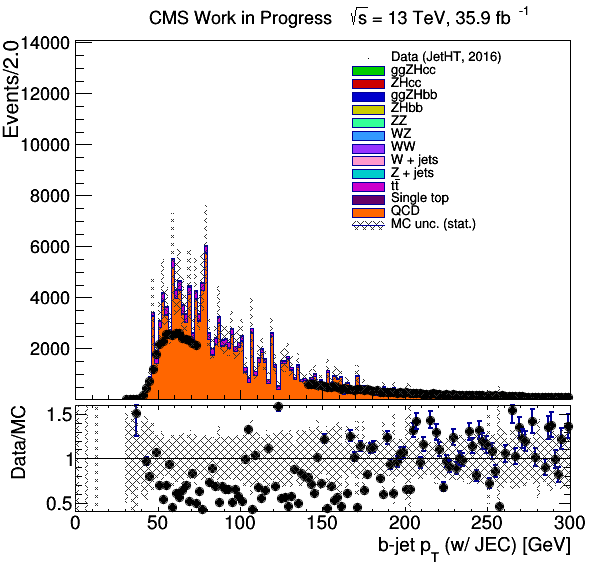 CMS Work in Progress √s = 13 TeV, 35.9 fb⁻¹
Events/2.0
14000
12000
10000
8000
6000
4000
2000
Data (JetHT, 2016)
ggZHcc
ZHcc
ggZHbb
ZHbb
ZZ
WZ
WW
W + jets
Z + jets
tt̄
Single top
QCD
MC unc. (stat.)
Data/MC
1.5
1
0.5
0 50 100 150 200 250 300
b-jet p_T (w/ JEC) [GeV]